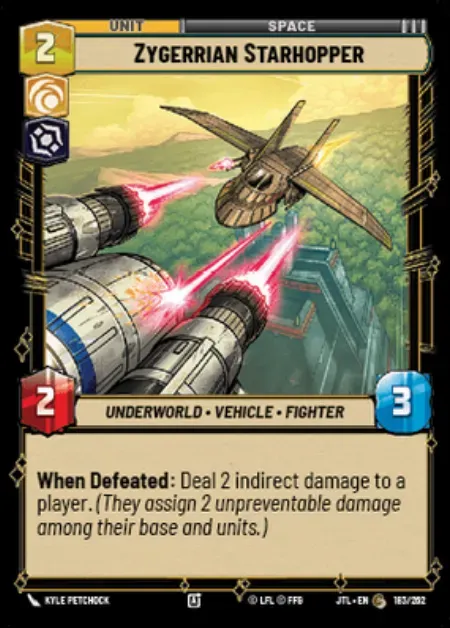 UNIT SPACE
2 ZYGERRIAN STARHOPPER
2 UNDERWORLD • VEHICLE • FIGHTER 3
When Defeated: Deal 2 indirect damage to a
player. (They assign 2 unpreventable damage
among their base and units.)
KYLE PETCHOCK A © LFL © FFG JTL • EN C 183/262